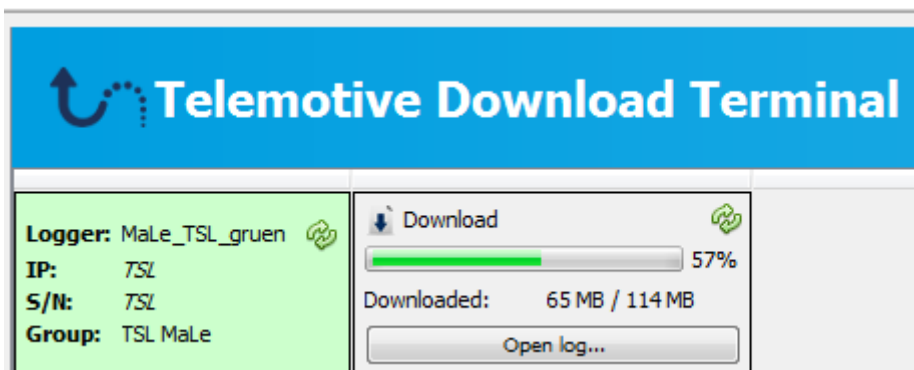 Telemotive Download Terminal
Logger: MaLe_TSL_gruen
IP: TSL
S/N: TSL
Group: TSL MaLe
Download
57%
Downloaded: 65 MB / 114 MB
Open log...